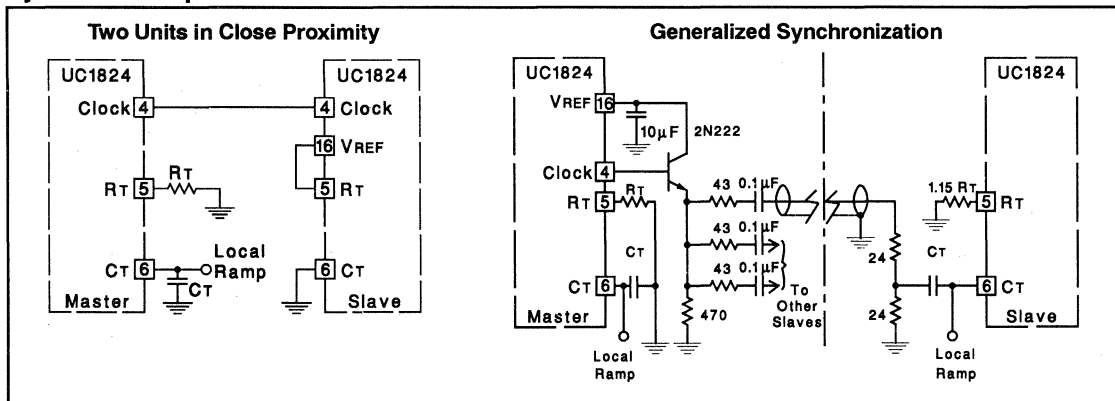 Two Units in Close Proximity
UC1824
UC1824
Clock 4
4 Clock
16 VREF
RT 5 RT
5 RT
CT 6
Local Ramp
CT
6 CT
Master
Slave
Generalized Synchronization
UC1824
UC1824
VREF 16
10μF
2N222
Clock 4
RT 5 RT
43 0.1μF
1.15 RT
5 RT
43 0.1μF
24
CT
CT
43 0.1μF
CT 6
6 CT
To Other Slaves
Master
470
24
Slave
Local Ramp
Local Ramp